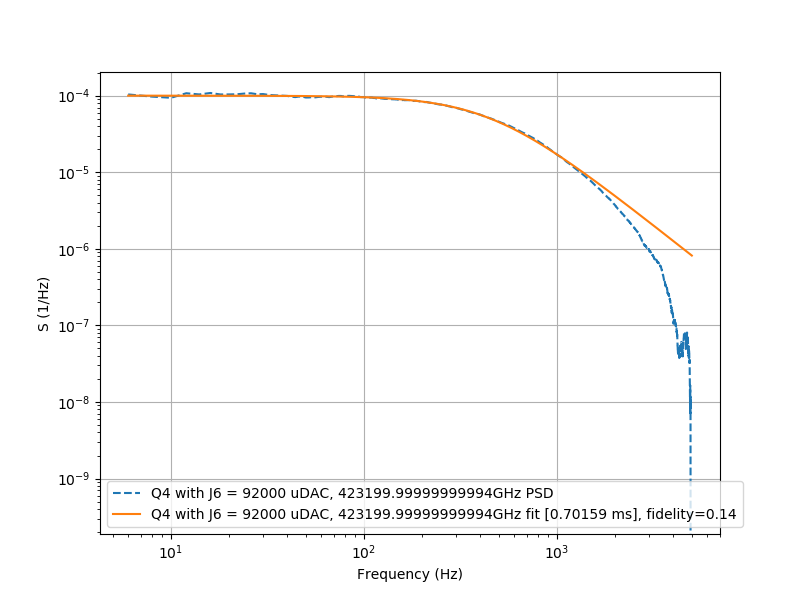 10⁻⁴
10⁻⁵
10⁻⁶
10⁻⁷
10⁻⁸
10⁻⁹
S (1/Hz)
Q4 with J6 = 92000 uDAC, 423199.99999999994GHz PSD
Q4 with J6 = 92000 uDAC, 423199.99999999994GHz fit [0.70159 ms], fidelity=0.14
10¹ 10² 10³
Frequency (Hz)